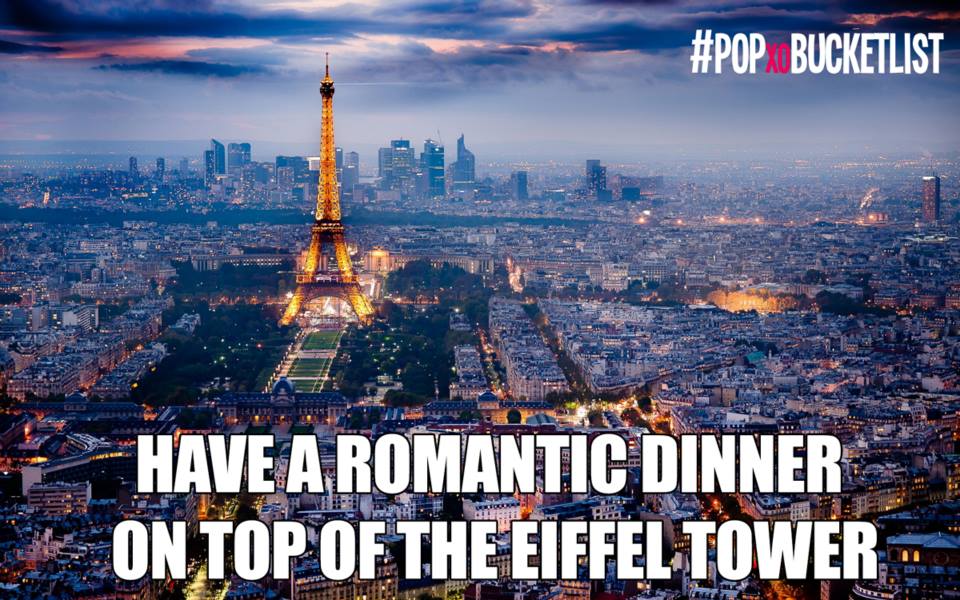 #POPxoBUCKETLIST
HAVE A ROMANTIC DINNER
ON TOP OF THE EIFFEL TOWER